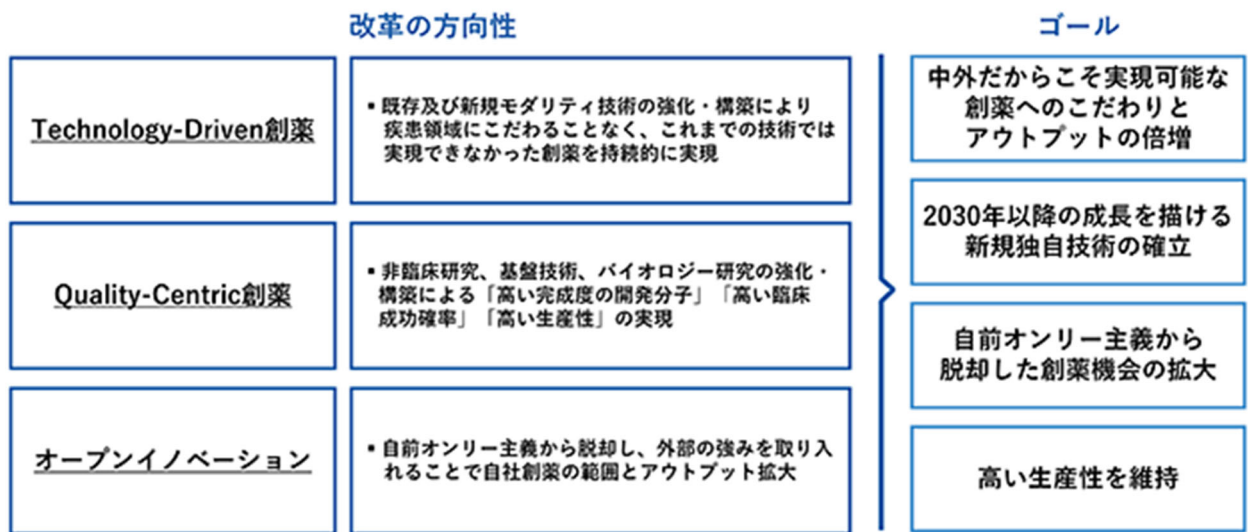 改革の方向性
ゴール
Technology-Driven創薬
▪ 既存及び新規モダリティ技術の強化・構築により
疾患領域にこだわることなく、これまでの技術では
実現できなかった創薬を持続的に実現
Quality-Centric創薬
▪ 非臨床研究、基盤技術、バイオロジー研究の強化・
構築による「高い完成度の開発分子」「高い臨床
成功確率」「高い生産性」の実現
オープンイノベーション
▪ 自前オンリー主義から脱却し、外部の強みを取り入
れることで自社創薬の範囲とアウトプット拡大
中外だからこそ実現可能な
創薬へのこだわりと
アウトプットの倍増
2030年以降の成長を描ける
新規独自技術の確立
自前オンリー主義から
脱却した創薬機会の拡大
高い生産性を維持